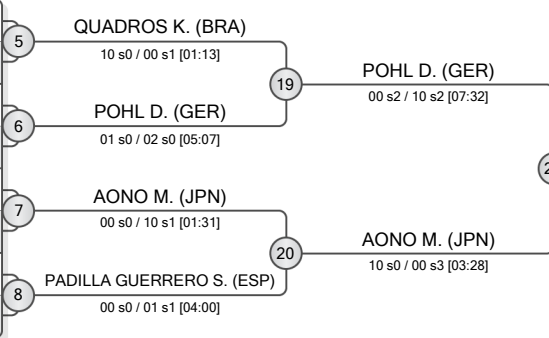 5
QUADROS K. (BRA)
10 s0 / 00 s1 [01:13]
19
POHL D. (GER)
00 s2 / 10 s2 [07:32]
6
POHL D. (GER)
01 s0 / 02 s0 [05:07]
7
AONO M. (JPN)
00 s0 / 10 s1 [01:31]
20
AONO M. (JPN)
10 s0 / 00 s3 [03:28]
8
PADILLA GUERRERO S. (ESP)
00 s0 / 01 s1 [04:00]